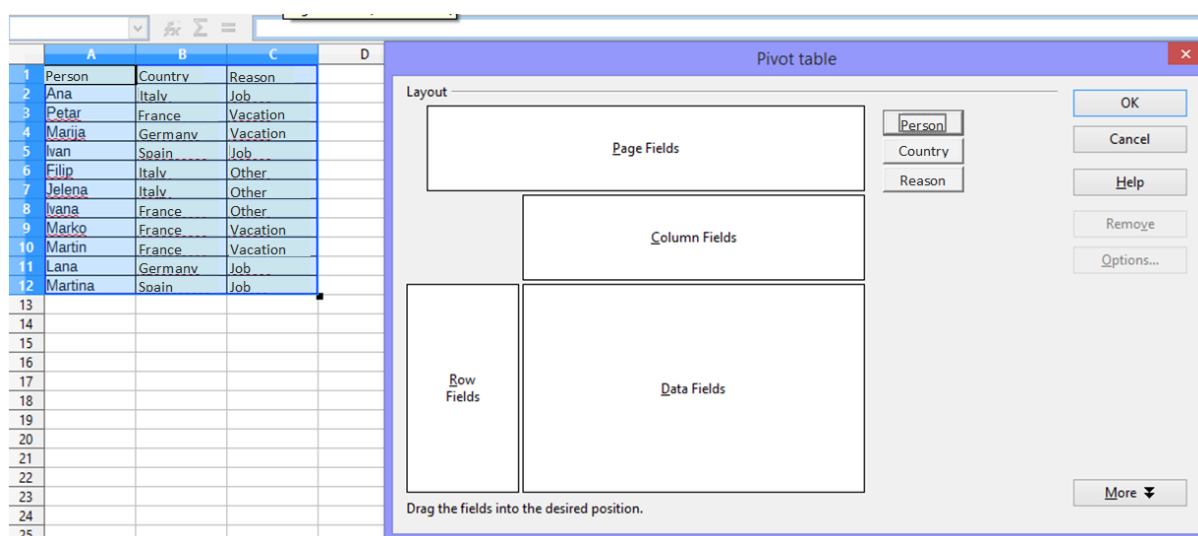 A B C D
1 Person Country Reason
2 Ana Italy Job
3 Petar France Vacation
4 Marija Germany Vacation
5 Ivan Spain Job
6 Filip Italy Other
7 Jelena Italy Other
8 Ivana France Other
9 Marko France Vacation
10 Martin France Vacation
11 Lana Germany Job
12 Martina Spain Job
13
14
15
16
17
18
19
20
21
22
23
24
25
Pivot table
Layout
Page Fields
Column Fields
Row
Fields
Data Fields
Drag the fields into the desired position.
Person
Country
Reason
OK
Cancel
Help
Remove
Options...
More